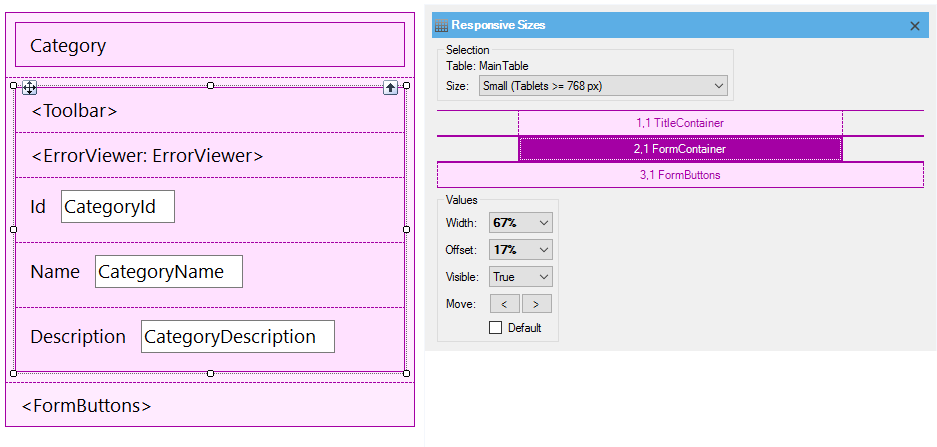 Category
<Toolbar>
<ErrorViewer: ErrorViewer>
Id CategoryId
Name CategoryName
Description CategoryDescription
<FormButtons>
Responsive Sizes
Selection
Table: MainTable
Size: Small (Tablets >= 768 px)
1,1 TitleContainer
2,1 FormContainer
3,1 FormButtons
Values
Width: 67%
Offset: 17%
Visible: True
Move: < >
Default